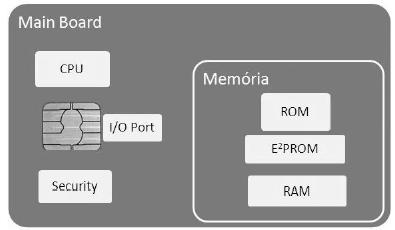 Main Board
CPU
I/O Port
Security
Memória
ROM
E²PROM
RAM